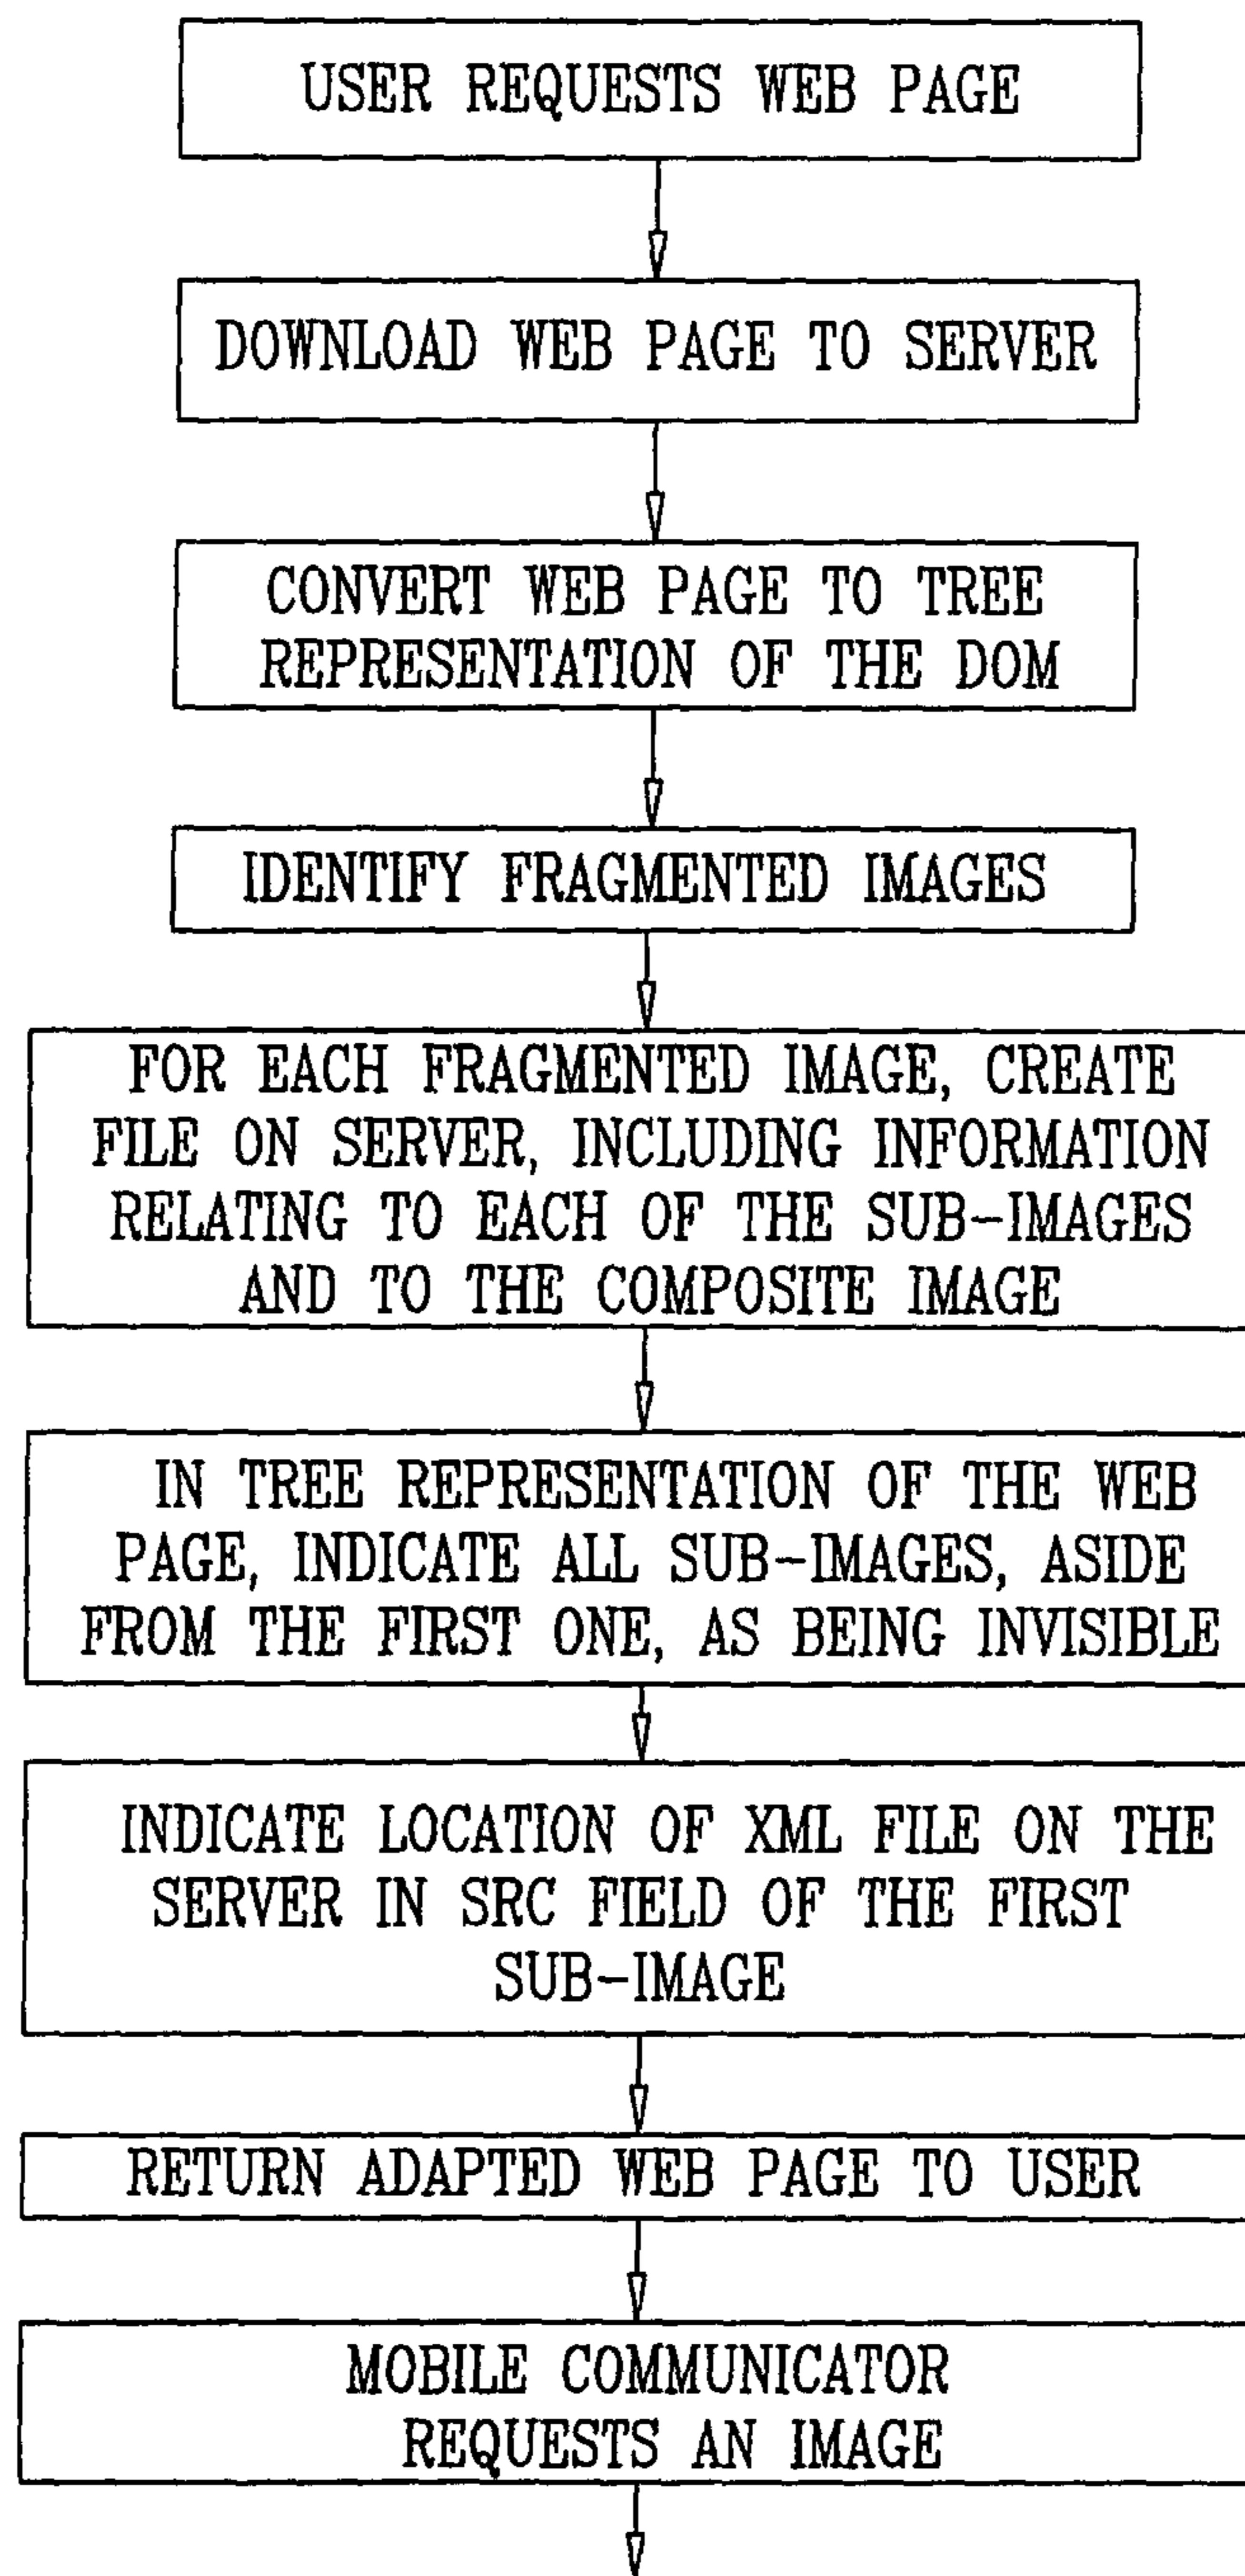 USER REQUESTS WEB PAGE
DOWNLOAD WEB PAGE TO SERVER
CONVERT WEB PAGE TO TREE
REPRESENTATION OF THE DOM
IDENTIFY FRAGMENTED IMAGES
FOR EACH FRAGMENTED IMAGE, CREATE
FILE ON SERVER, INCLUDING INFORMATION
RELATING TO EACH OF THE SUB-IMAGES
AND TO THE COMPOSITE IMAGE
IN TREE REPRESENTATION OF THE WEB
PAGE, INDICATE ALL SUB-IMAGES, ASIDE
FROM THE FIRST ONE, AS BEING INVISIBLE
INDICATE LOCATION OF XML FILE ON THE
SERVER IN SRC FIELD OF THE FIRST
SUB-IMAGE
RETURN ADAPTED WEB PAGE TO USER
MOBILE COMMUNICATOR
REQUESTS AN IMAGE